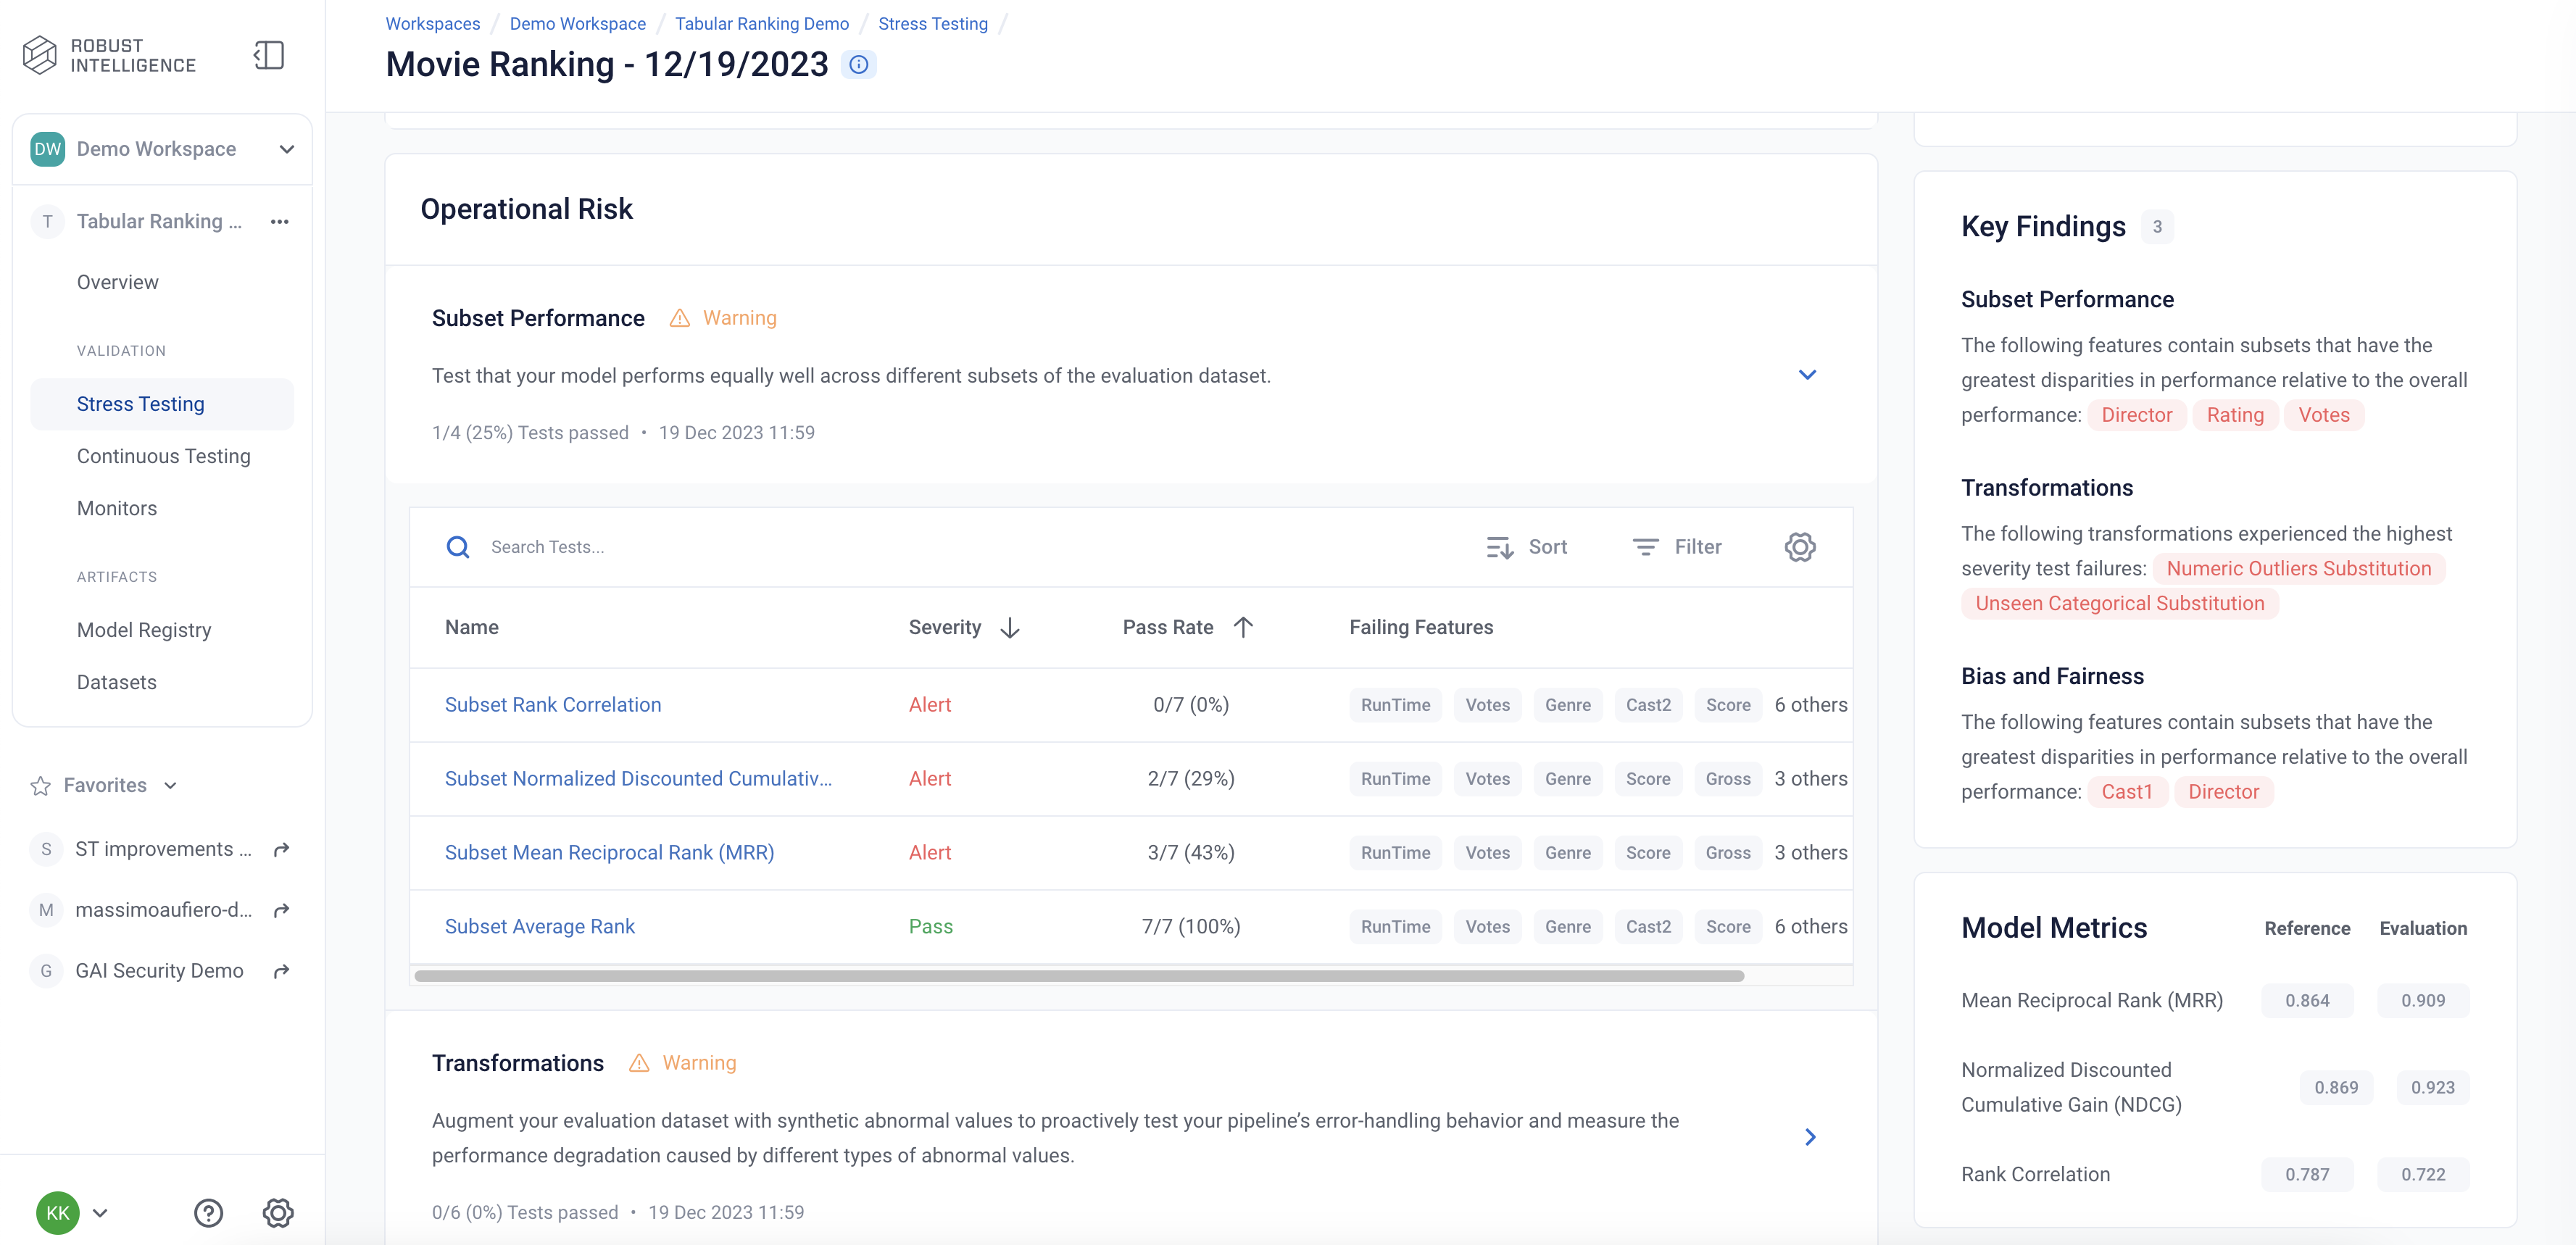 ROBUST
INTELLIGENCE
DW Demo Workspace
T Tabular Ranking ...
Overview
VALIDATION
Stress Testing
Continuous Testing
Monitors
ARTIFACTS
Model Registry
Datasets
Favorites
S ST improvements ...
M massimoaufiero-d...
G GAI Security Demo
KK
Workspaces / Demo Workspace / Tabular Ranking Demo / Stress Testing /
Movie Ranking - 12/19/2023
Operational Risk
Subset Performance Warning
Test that your model performs equally well across different subsets of the evaluation dataset.
1/4 (25%) Tests passed • 19 Dec 2023 11:59
Search Tests... Sort Filter
Name Severity Pass Rate Failing Features
Subset Rank Correlation Alert 0/7 (0%) RunTime Votes Genre Cast2 Score 6 others
Subset Normalized Discounted Cumulativ... Alert 2/7 (29%) RunTime Votes Genre Score Gross 3 others
Subset Mean Reciprocal Rank (MRR) Alert 3/7 (43%) RunTime Votes Genre Score Gross 3 others
Subset Average Rank Pass 7/7 (100%) RunTime Votes Genre Cast2 Score 6 others
Transformations Warning
Augment your evaluation dataset with synthetic abnormal values to proactively test your pipeline’s error-handling behavior and measure the
performance degradation caused by different types of abnormal values.
0/6 (0%) Tests passed • 19 Dec 2023 11:59
Key Findings 3
Subset Performance
The following features contain subsets that have the
greatest disparities in performance relative to the overall
performance: Director Rating Votes
Transformations
The following transformations experienced the highest
severity test failures: Numeric Outliers Substitution
Unseen Categorical Substitution
Bias and Fairness
The following features contain subsets that have the
greatest disparities in performance relative to the overall
performance: Cast1 Director
Model Metrics Reference Evaluation
Mean Reciprocal Rank (MRR) 0.864 0.909
Normalized Discounted
Cumulative Gain (NDCG) 0.869 0.923
Rank Correlation 0.787 0.722